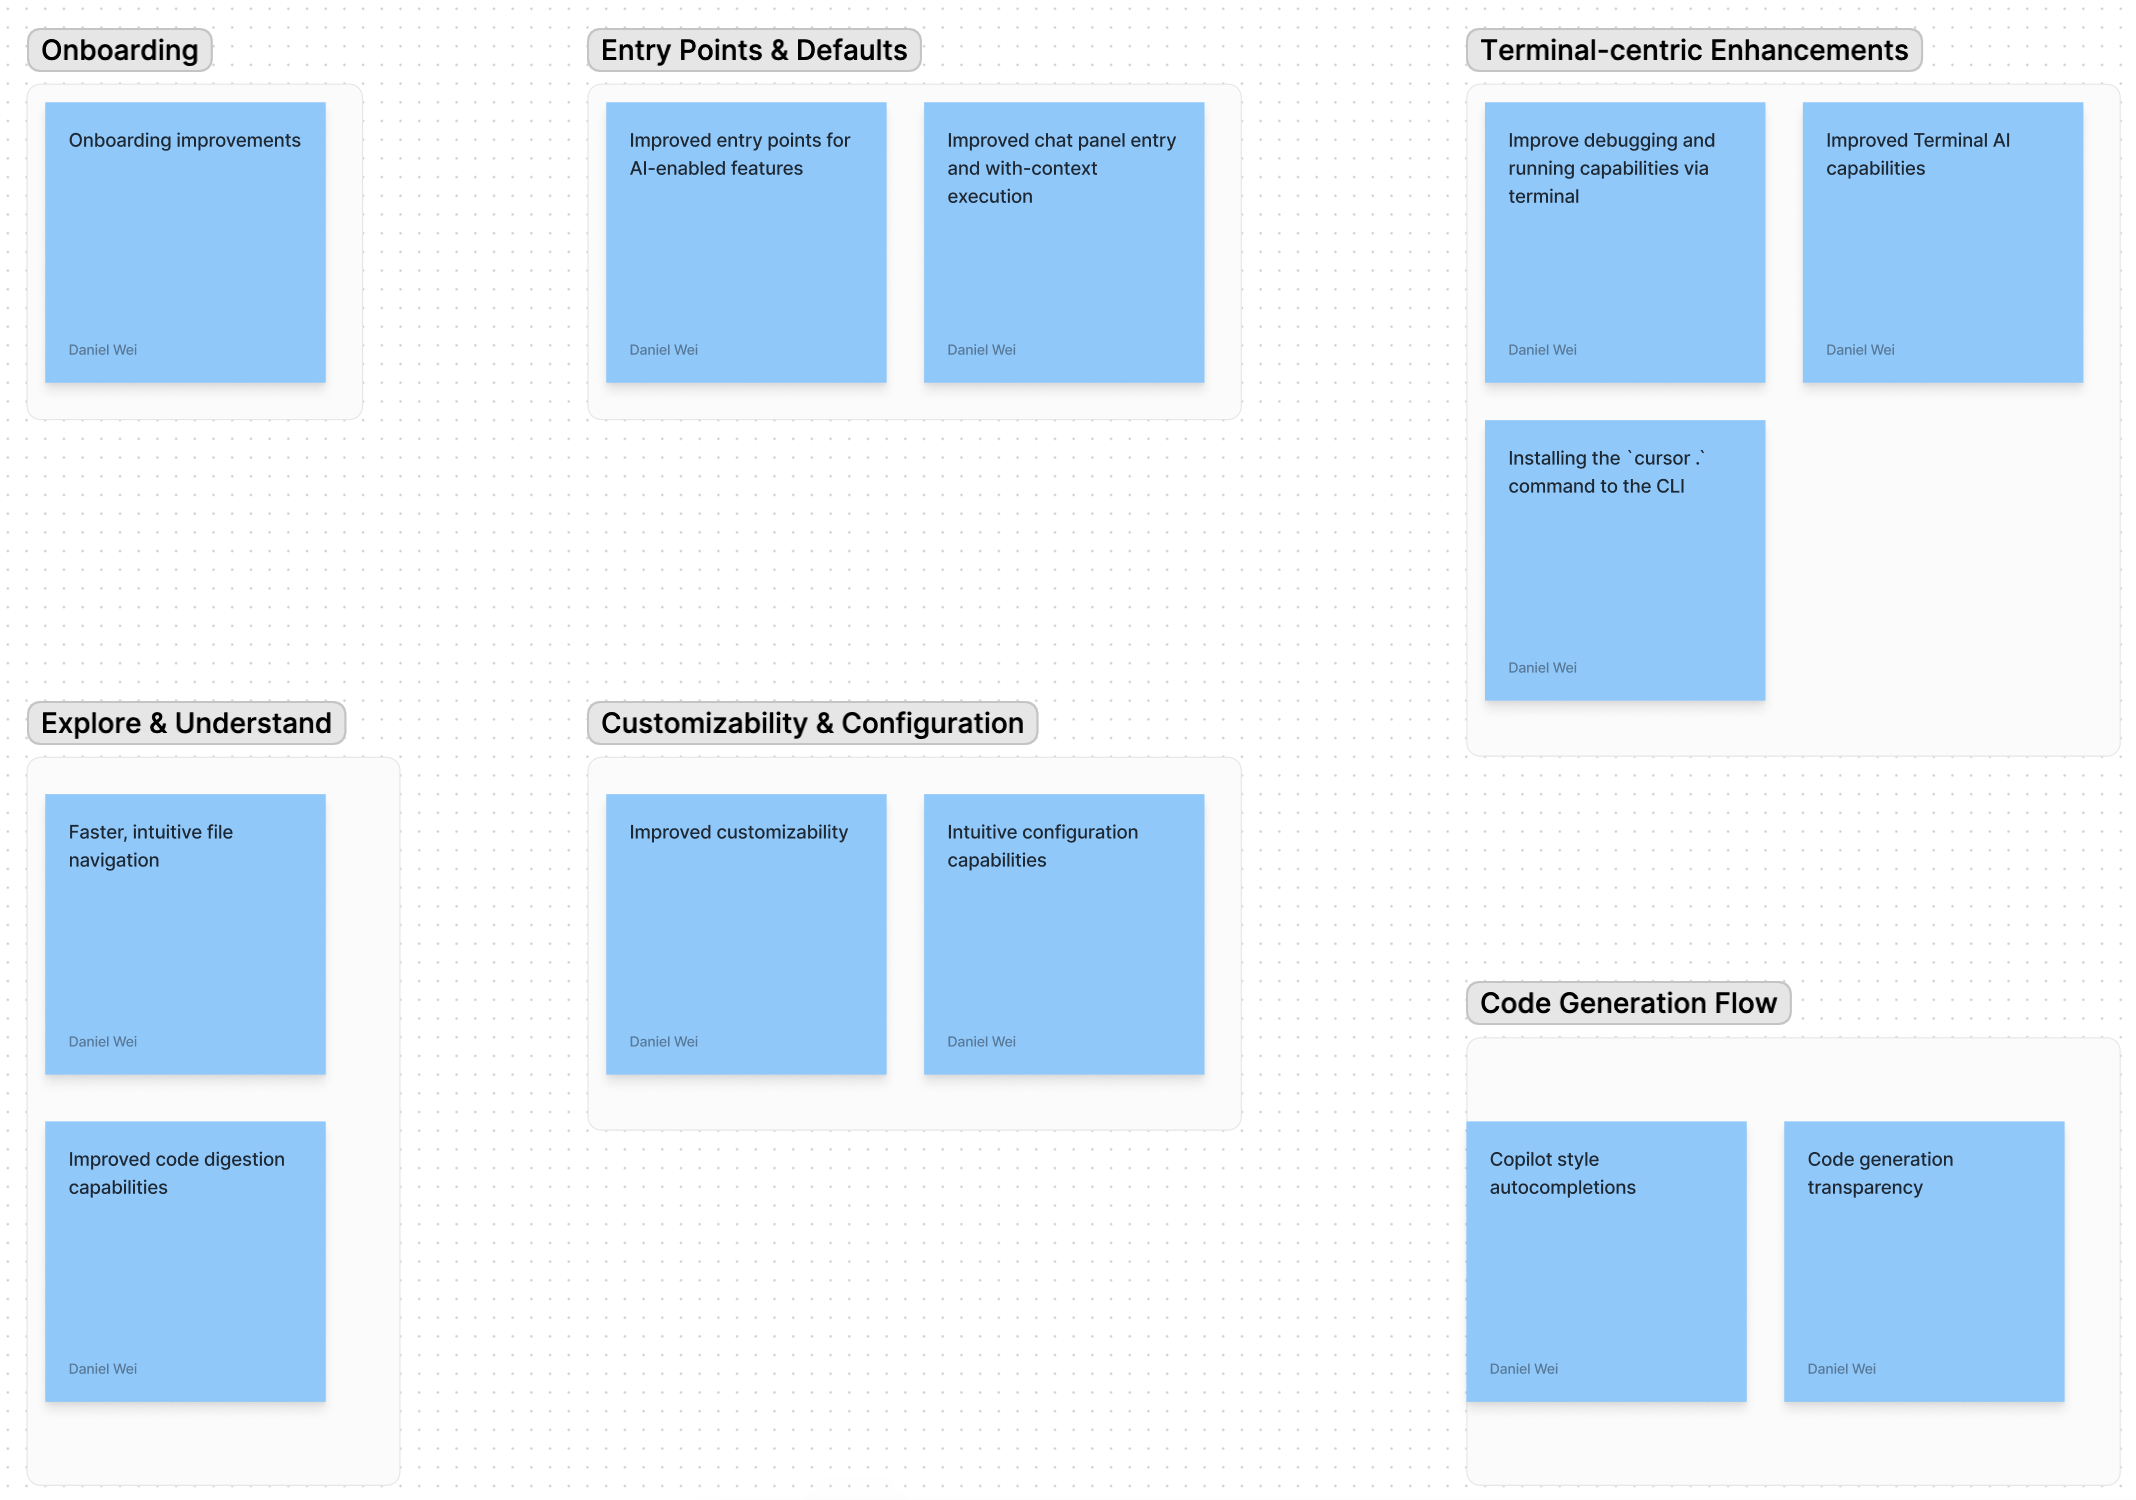 Onboarding
Onboarding improvements
Daniel Wei
Entry Points & Defaults
Improved entry points for
AI-enabled features
Daniel Wei
Improved chat panel entry
and with-context
execution
Daniel Wei
Terminal-centric Enhancements
Improve debugging and
running capabilities via
terminal
Daniel Wei
Improved Terminal AI
capabilities
Daniel Wei
Installing the `cursor .`
command to the CLI
Daniel Wei
Explore & Understand
Faster, intuitive file
navigation
Daniel Wei
Improved code digestion
capabilities
Daniel Wei
Customizability & Configuration
Improved customizability
Daniel Wei
Intuitive configuration
capabilities
Daniel Wei
Code Generation Flow
Copilot style
autocompletions
Daniel Wei
Code generation
transparency
Daniel Wei